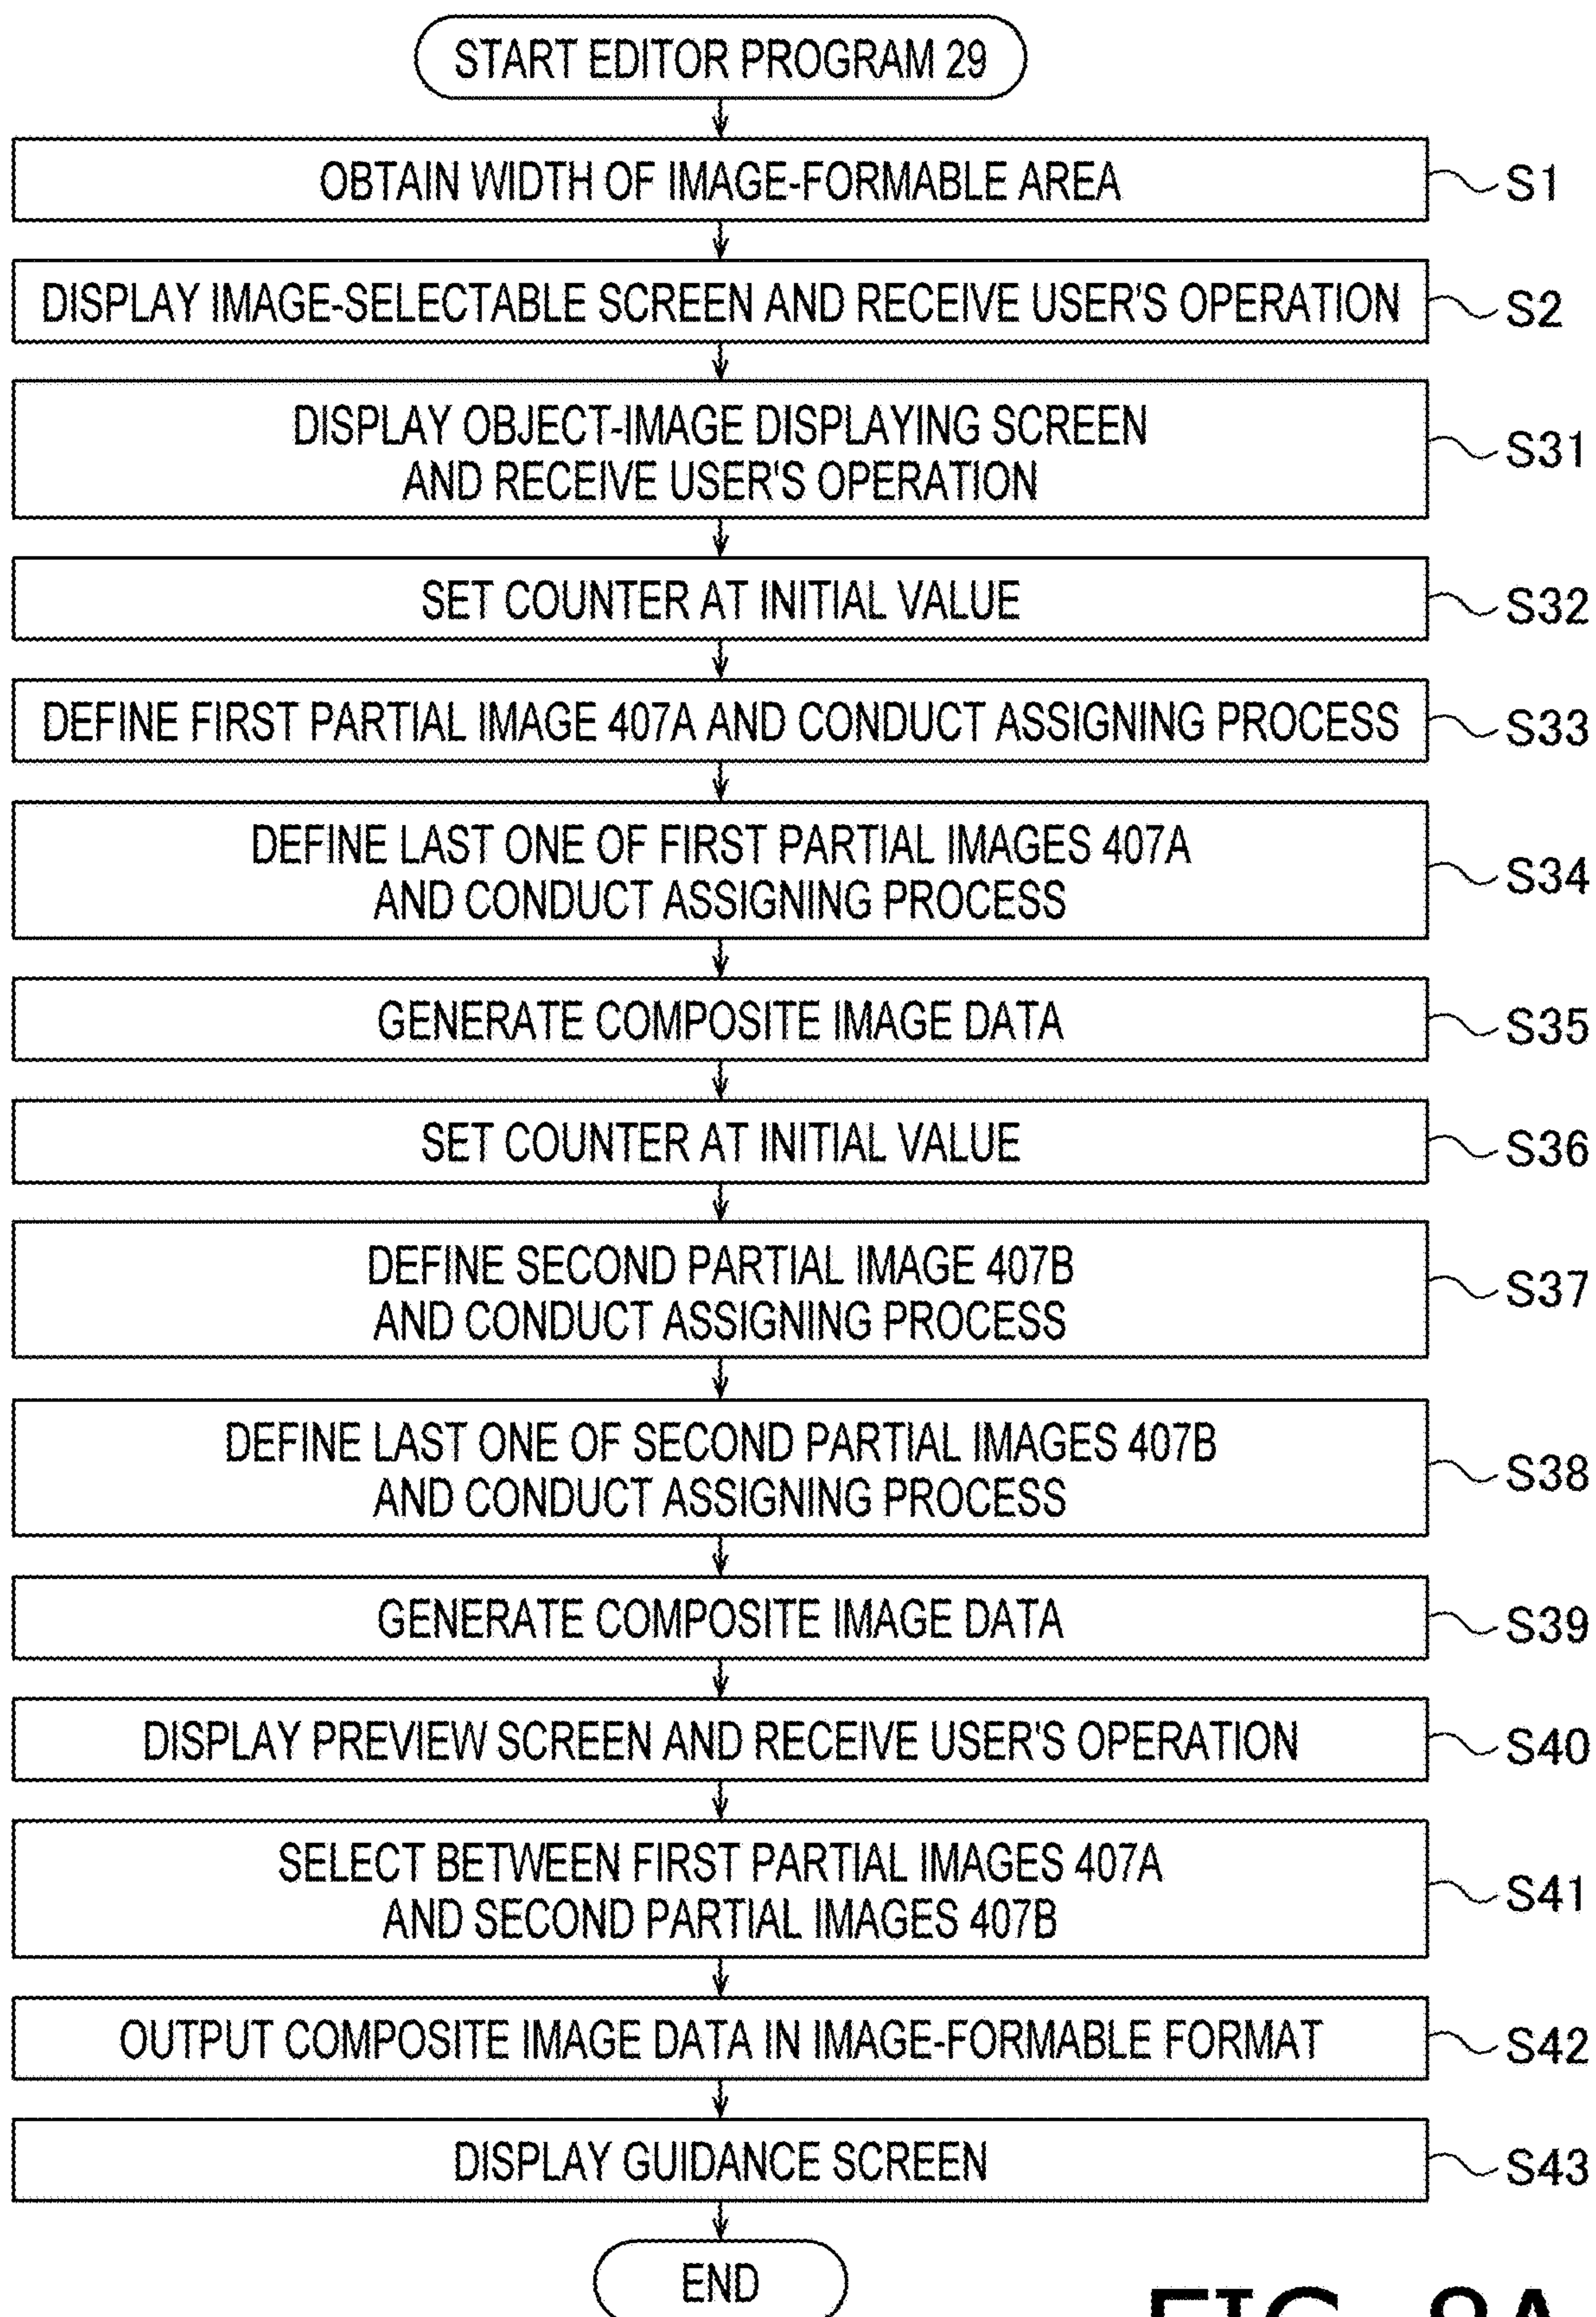 START EDITOR PROGRAM 29
OBTAIN WIDTH OF IMAGE-FORMABLE AREA
S1
DISPLAY IMAGE-SELECTABLE SCREEN AND RECEIVE USER'S OPERATION
S2
DISPLAY OBJECT-IMAGE DISPLAYING SCREEN
AND RECEIVE USER'S OPERATION
S31
SET COUNTER AT INITIAL VALUE
S32
DEFINE FIRST PARTIAL IMAGE 407A AND CONDUCT ASSIGNING PROCESS
S33
DEFINE LAST ONE OF FIRST PARTIAL IMAGES 407A
AND CONDUCT ASSIGNING PROCESS
S34
GENERATE COMPOSITE IMAGE DATA
S35
SET COUNTER AT INITIAL VALUE
S36
DEFINE SECOND PARTIAL IMAGE 407B
AND CONDUCT ASSIGNING PROCESS
S37
DEFINE LAST ONE OF SECOND PARTIAL IMAGES 407B
AND CONDUCT ASSIGNING PROCESS
S38
GENERATE COMPOSITE IMAGE DATA
S39
DISPLAY PREVIEW SCREEN AND RECEIVE USER'S OPERATION
S40
SELECT BETWEEN FIRST PARTIAL IMAGES 407A
AND SECOND PARTIAL IMAGES 407B
S41
OUTPUT COMPOSITE IMAGE DATA IN IMAGE-FORMABLE FORMAT
S42
DISPLAY GUIDANCE SCREEN
S43
END
FIG. 8A